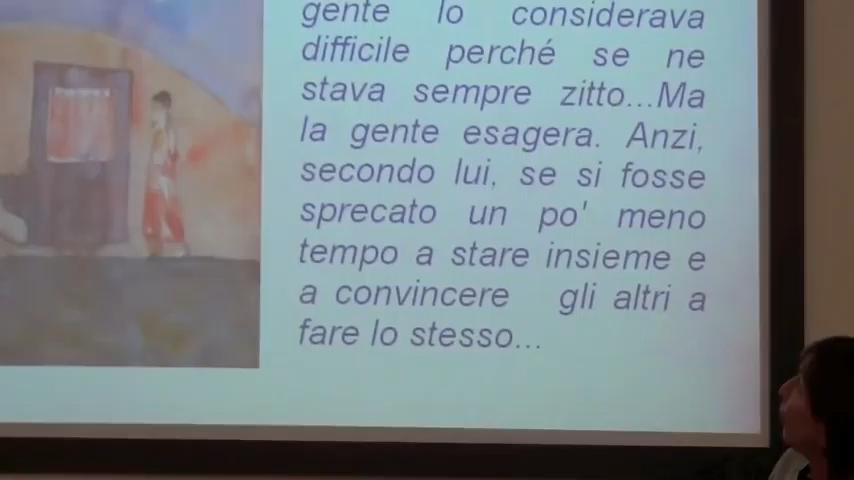 gente lo considerava
difficile perché se ne
stava sempre zitto...Ma
la gente esagera. Anzi,
secondo lui, se si fosse
sprecato un po' meno
tempo a stare insieme e
a convincere gli altri a
fare lo stesso...